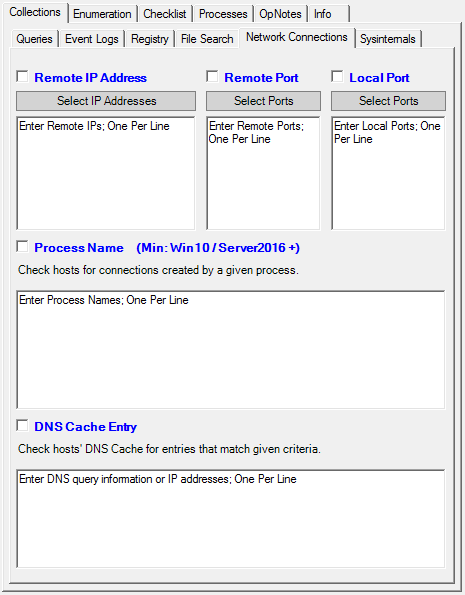 Collections Enumeration Checklist Processes OpNotes Info
Queries Event Logs Registry File Search Network Connections Sysinternals
Remote IP Address Remote Port Local Port
Select IP Addresses Select Ports Select Ports
Enter Remote IPs; One Per Line
Enter Remote Ports;
One Per Line
Enter Local Ports; One
Per Line
Process Name (Min: Win10 / Server2016 +)
Check hosts for connections created by a given process.
Enter Process Names; One Per Line
DNS Cache Entry
Check hosts' DNS Cache for entries that match given criteria.
Enter DNS query information or IP addresses; One Per Line